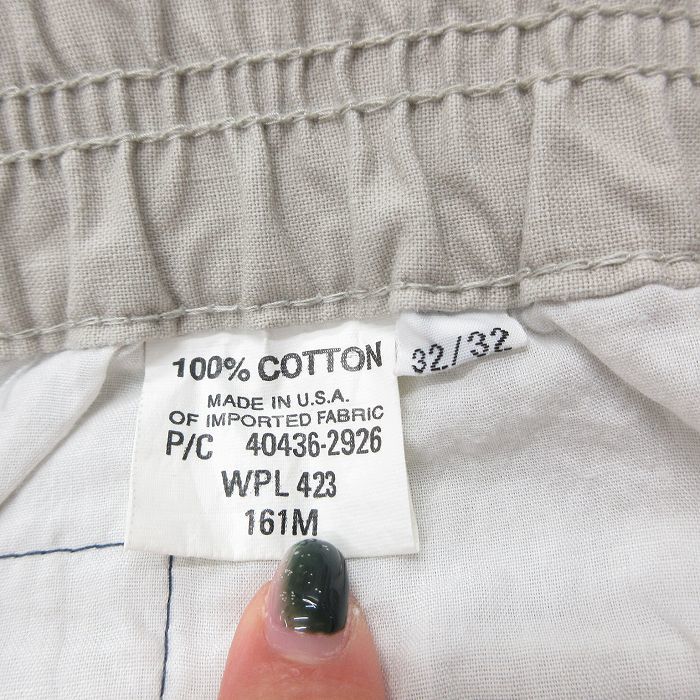 100% COTTON
MADE IN U.S.A.
OF IMPORTED FABRIC
P/C 40436-2926
WPL 423
161M
32/32